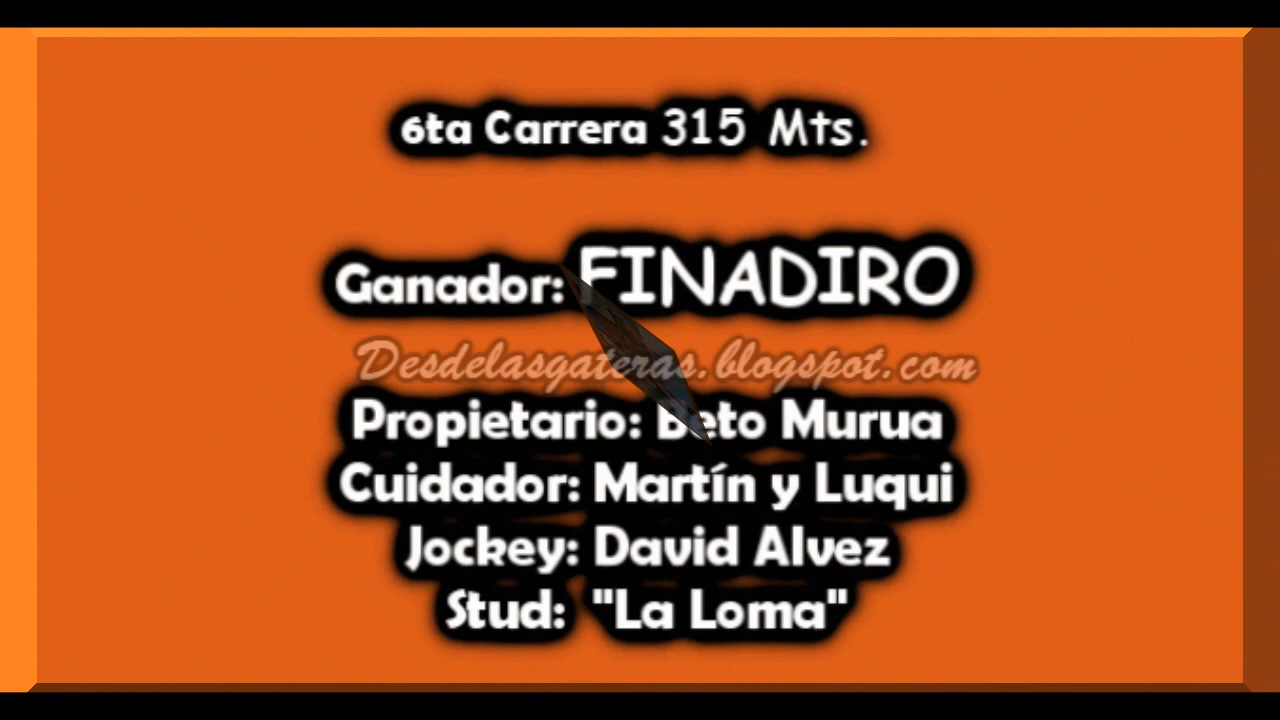 6ta Carrera 315 Mts.
Ganador: FINADIRO
Desdelasgateras.blogspot.com
Propietario: Beto Murua
Cuidador: Martín y Luqui
Jockey: David Alvez
Stud: "La Loma"